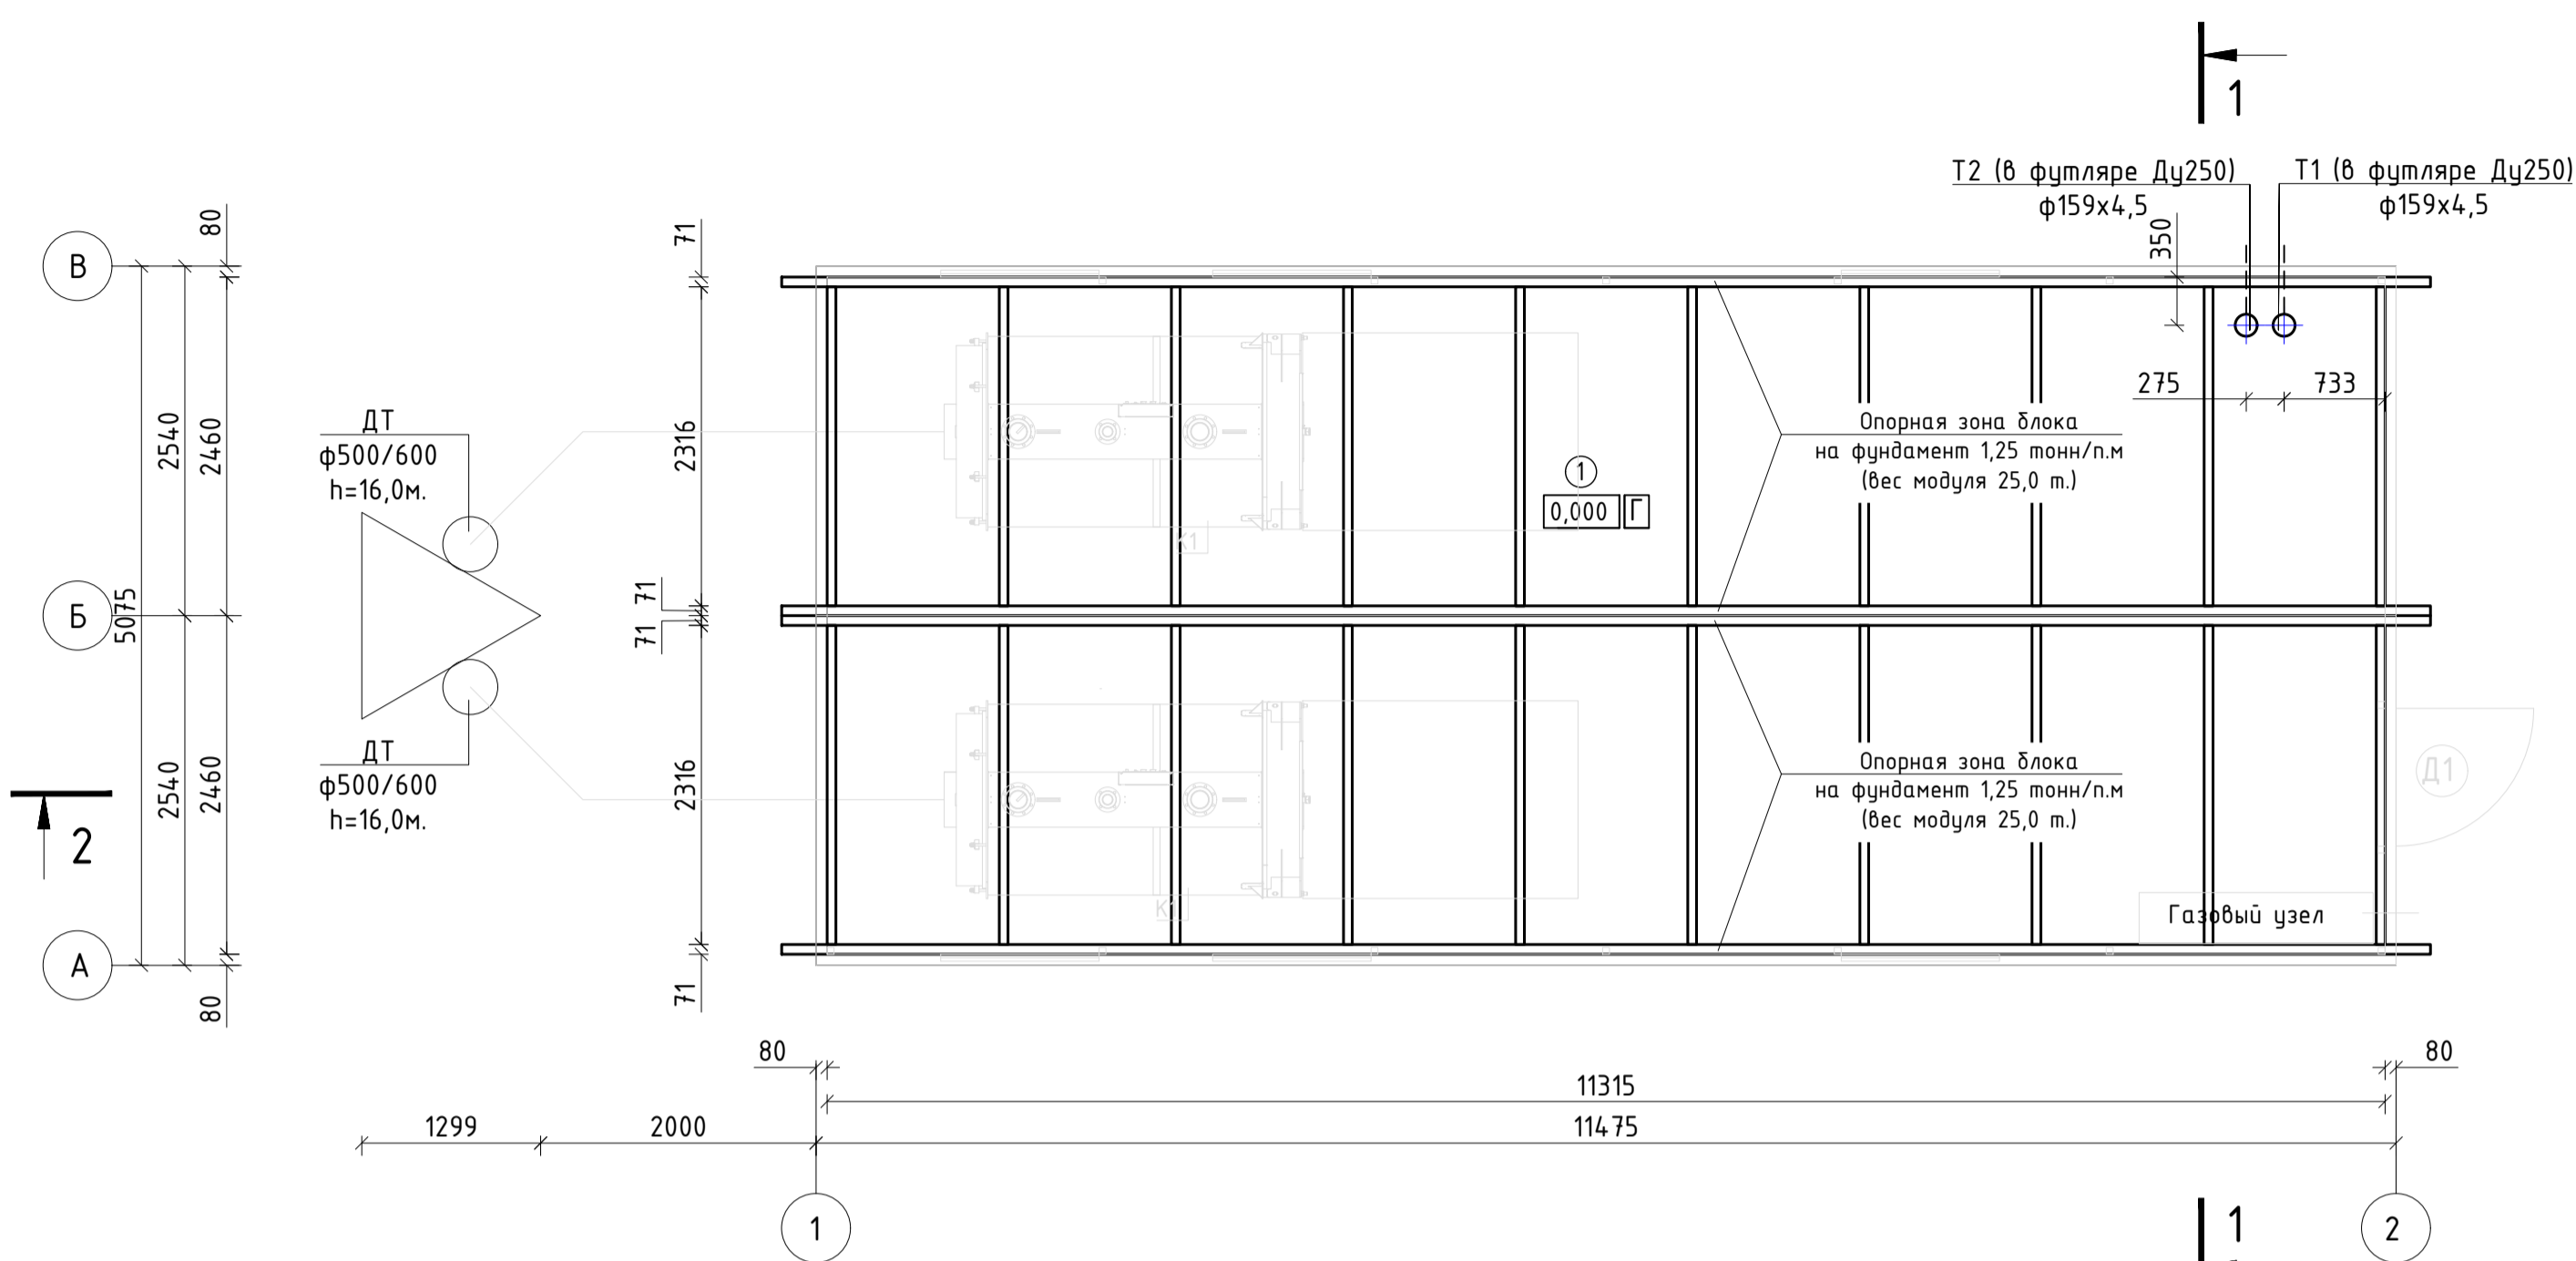 1
Т2 (в футляре Ду250)
ф159х4,5
Т1 (в футляре Ду250)
ф159х4,5
350
80
71
В
275
733
2540
2460
2316
ДТ
ф500/600
h=16,0м.
Опорная зона блока
на фундамент 1,25 тонн/п.м
(вес модуля 25,0 т.)
1
0,000
Г
К1
71
Б
5075
71
2540
2460
2316
ДТ
ф500/600
h=16,0м.
Опорная зона блока
на фундамент 1,25 тонн/п.м
(вес модуля 25,0 т.)
Д1
2
Газовый узел
А
80
71
80
80
11315
1299
2000
11475
1
2
1